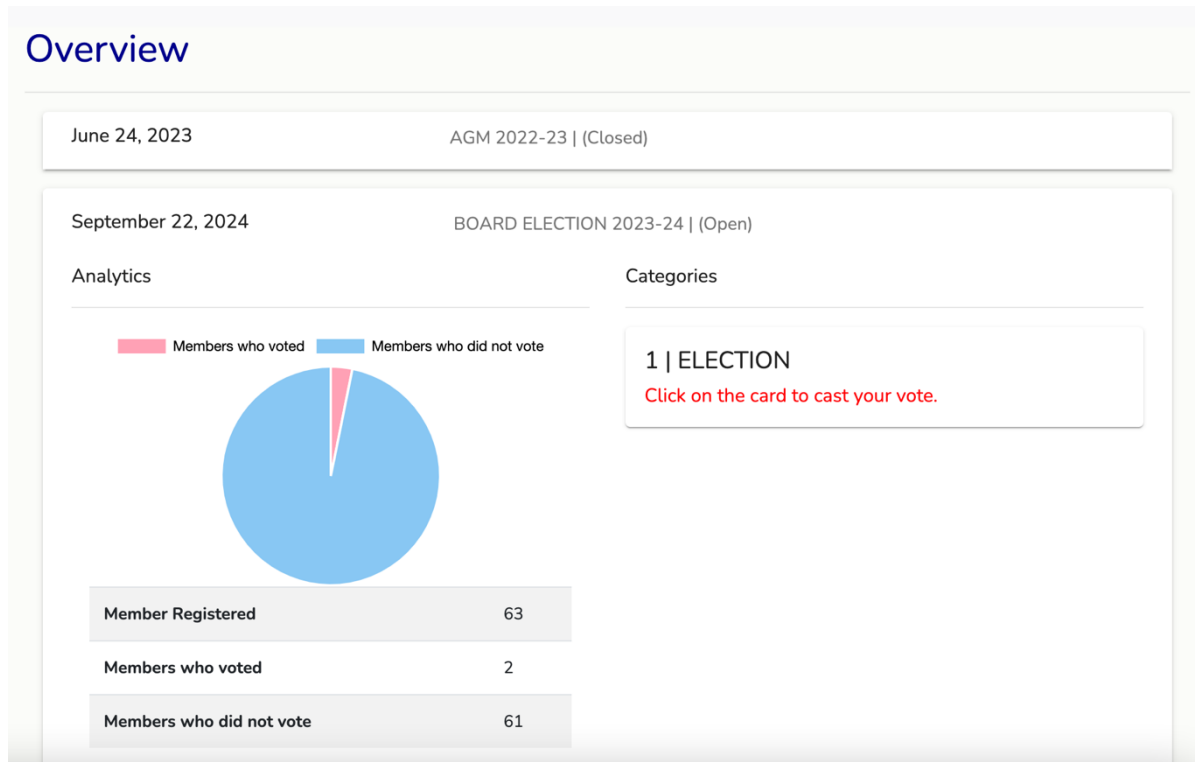 Overview
June 24, 2023 AGM 2022-23 | (Closed)
September 22, 2024 BOARD ELECTION 2023-24 | (Open)
Analytics
Members who voted Members who did not vote
Member Registered 63
Members who voted 2
Members who did not vote 61
Categories
1 | ELECTION
Click on the card to cast your vote.